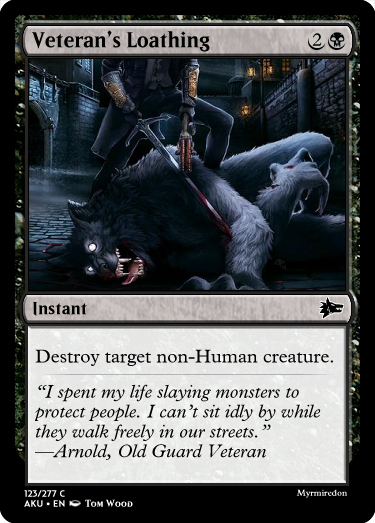 Veteran's Loathing 2
Instant
Destroy target non-Human creature.
“I spent my life slaying monsters to
protect people. I can't sit idly by while
they walk freely in our streets.”
—Arnold, Old Guard Veteran
123/277 C Myrmiredon
AKU • EN Tom Wood